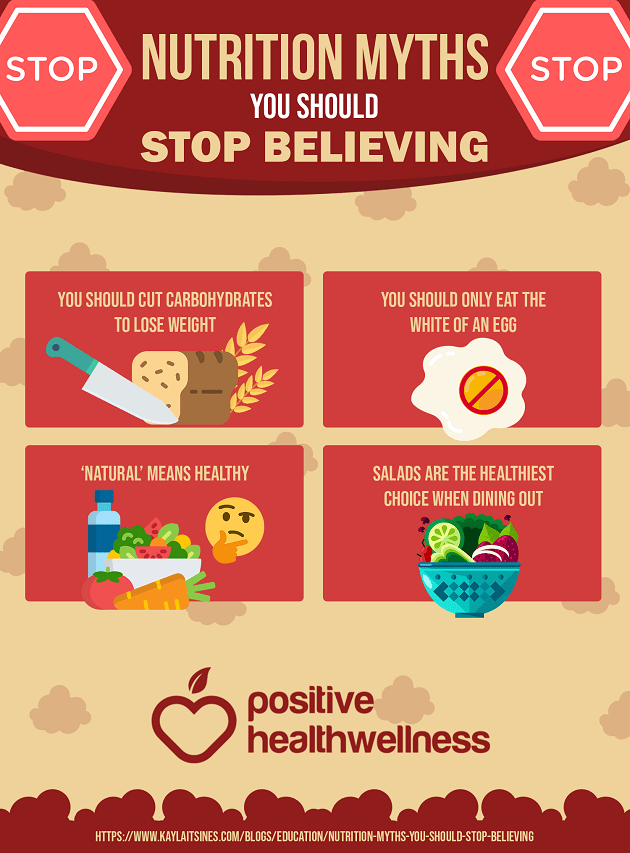 STOP
NUTRITION MYTHS
STOP
YOU SHOULD
STOP BELIEVING
YOU SHOULD CUT CARBOHYDRATES
TO LOSE WEIGHT
YOU SHOULD ONLY EAT THE
WHITE OF AN EGG
‘NATURAL’ MEANS HEALTHY
SALADS ARE THE HEALTHIEST
CHOICE WHEN DINING OUT
positive
healthwellness
HTTPS://WWW.KAYLAITSINES.COM/BLOGS/EDUCATION/NUTRITION-MYTHS-YOU-SHOULD-STOP-BELIEVING